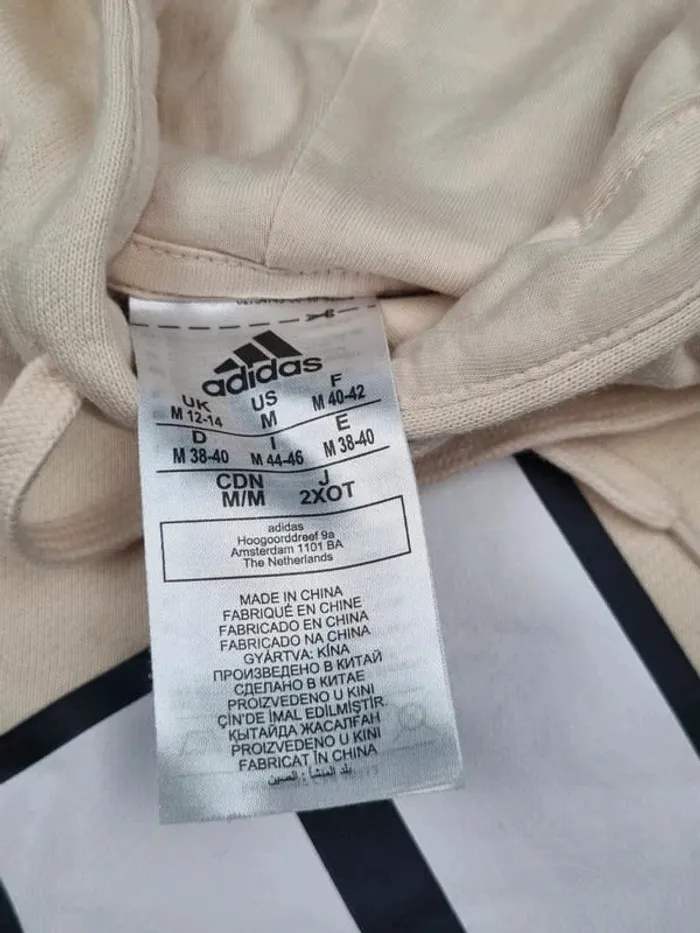 adidas
UK US F
M 12-14 M M 40-42
D I E
M 38-40 M 44-46 M 38-40
CDN J
M/M 2XOT
adidas
Hoogoorddreef 9a
Amsterdam 1101 BA
The Netherlands
MADE IN CHINA
FABRIQUÉ EN CHINE
FABRICADO EN CHINA
FABRICADO NA CHINA
GYÁRTVA: KÍNA
ПРОИЗВЕДЕНО В КИТАЙ
СДЕЛАНО В КИТАЕ
PROIZVEDENO U KINI
ÇIN'DE İMAL EDİLMİŞTİR
ҚЫТАЙДА ЖАСАЛҒАН
PROIZVEDENO U KINI
FABRICAT ÎN CHINA
بلد المنشأ : الصين